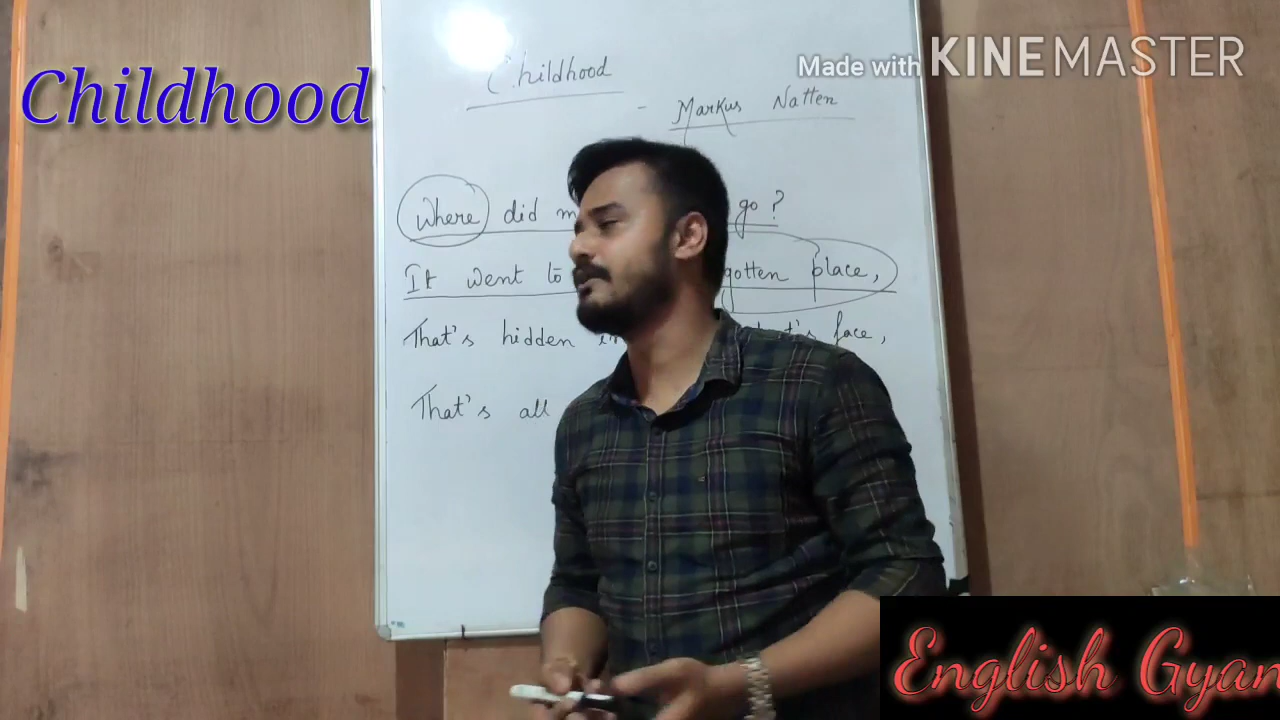 Childhood
Made with KINEMASTER
Childhood
- Markus Natten
Where did m go?
It went to gotten place,
That's hidden in face,
That's all
English Gyan